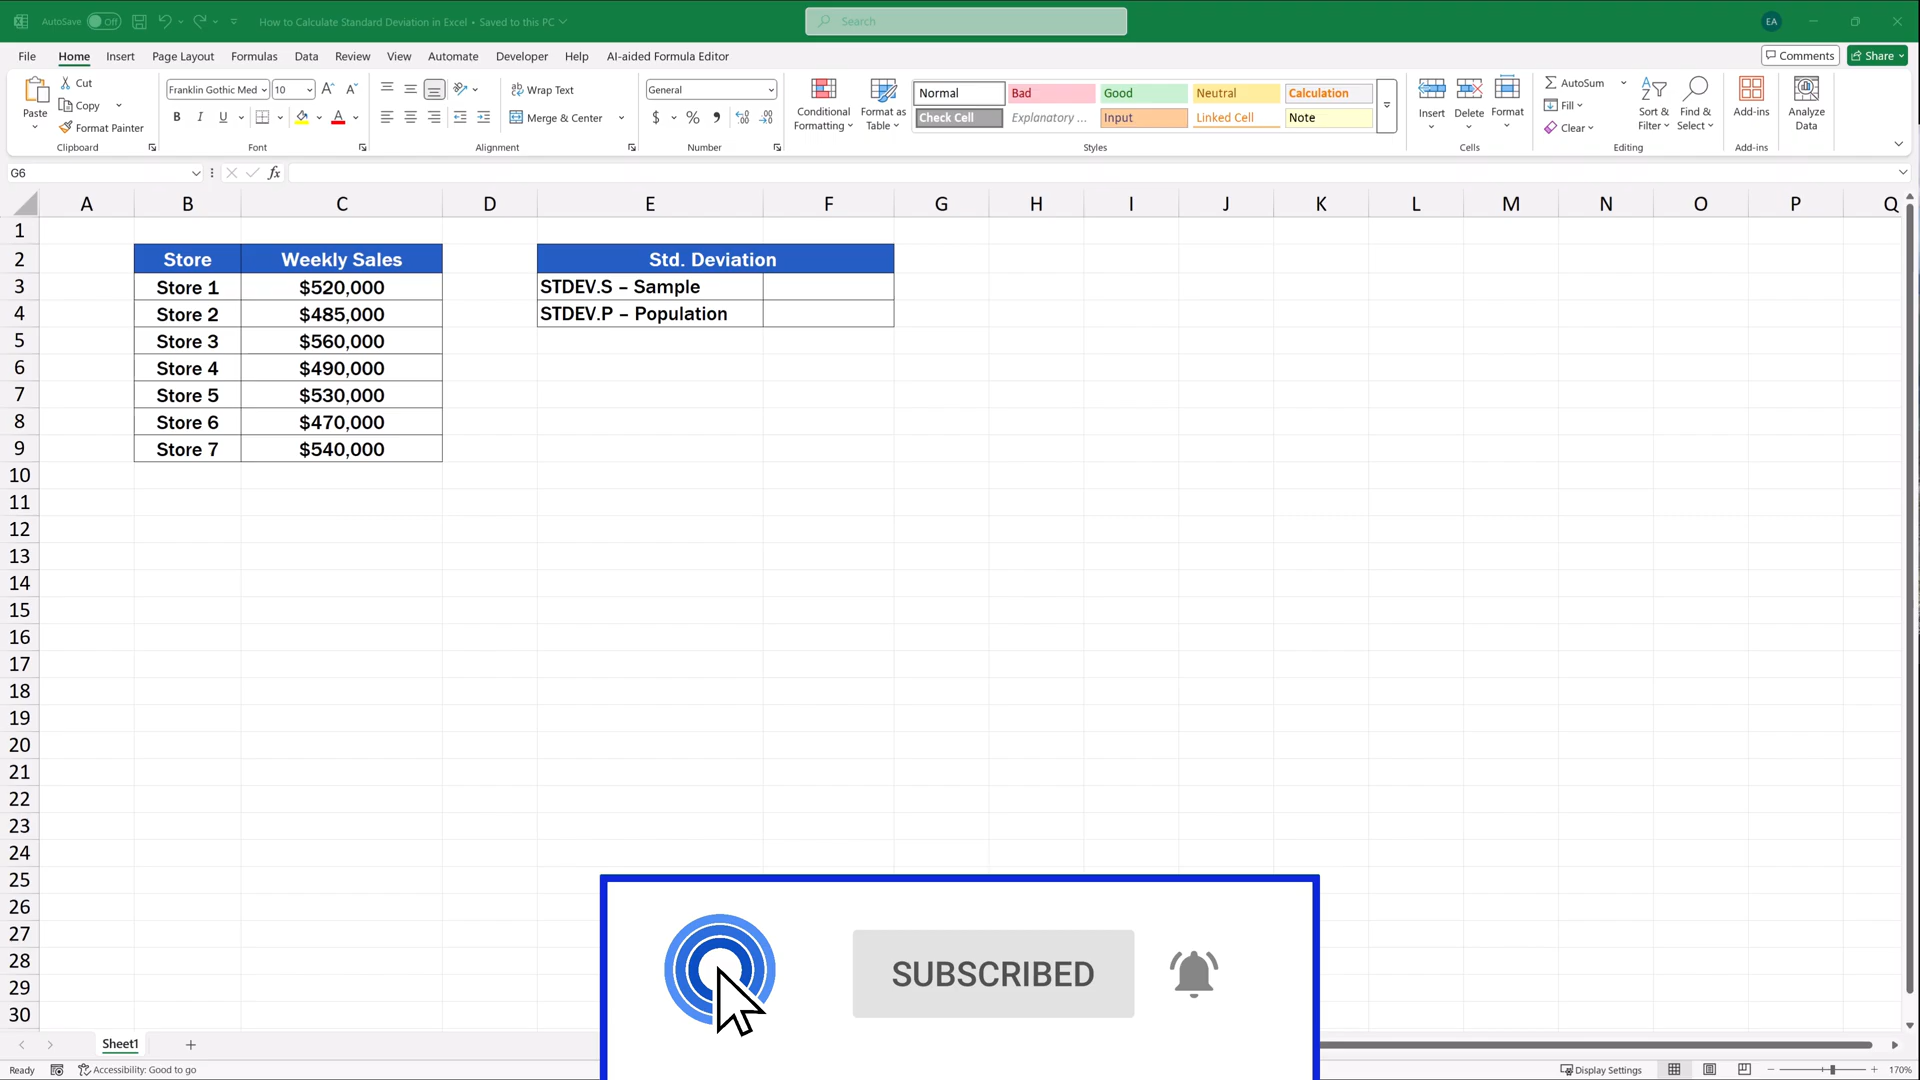 AutoSave Off How to Calculate Standard Deviation in Excel • Saved to this PC Search EA
File Home Insert Page Layout Formulas Data Review View Automate Developer Help AI-aided Formula Editor Comments Share
Paste Cut Copy Format Painter Clipboard
Franklin Gothic Med 10 A A B I U A Font
Wrap Text Merge & Center Alignment
General $ % Number
Conditional Formatting Format as Table
Normal Bad Good Neutral Calculation
Check Cell Explanatory ... Input Linked Cell Note
Styles
Insert Delete Format Cells
AutoSum Fill Clear Sort & Filter Find & Select Editing
Add-ins Add-ins
Analyze Data
G6 fx
A B C D E F G H I J K L M N O P Q
1
2 Store Weekly Sales Std. Deviation
3 Store 1 $520,000 STDEV.S – Sample
4 Store 2 $485,000 STDEV.P – Population
5 Store 3 $560,000
6 Store 4 $490,000
7 Store 5 $530,000
8 Store 6 $470,000
9 Store 7 $540,000
10
11
12
13
14
15
16
17
18
19
20
21
22
23
24
25
26
27
28
29
30
SUBSCRIBED
Sheet1
Ready Accessibility: Good to go Display Settings 170%